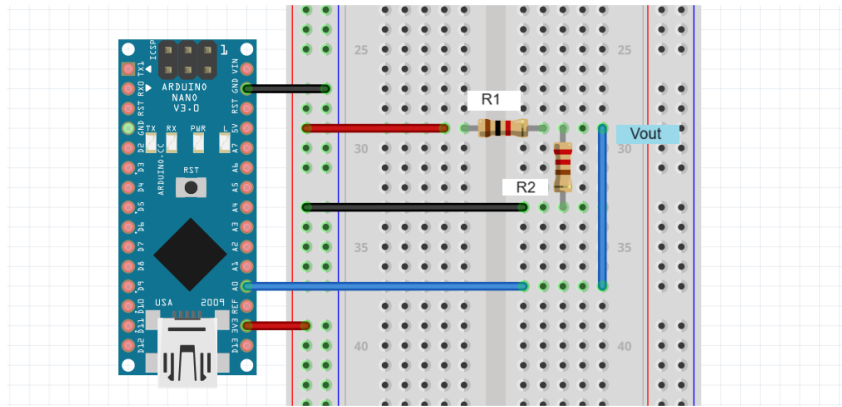 ICSP
1
TX1
VIN
RX0
GND
ARDUINO
NANO
V3.0
RST
RST
GND
5V
TX RX PWR L
D2
A7
D3
A6
ARDUINO.CC
RST
D4
A5
D5
A4
D6
A3
D7
A2
D8
A1
D9
A0
D10
REF
USA 2009
D11
3V3
D12
D13
25
25
R1
Vout
30
30
R2
35
35
40
40